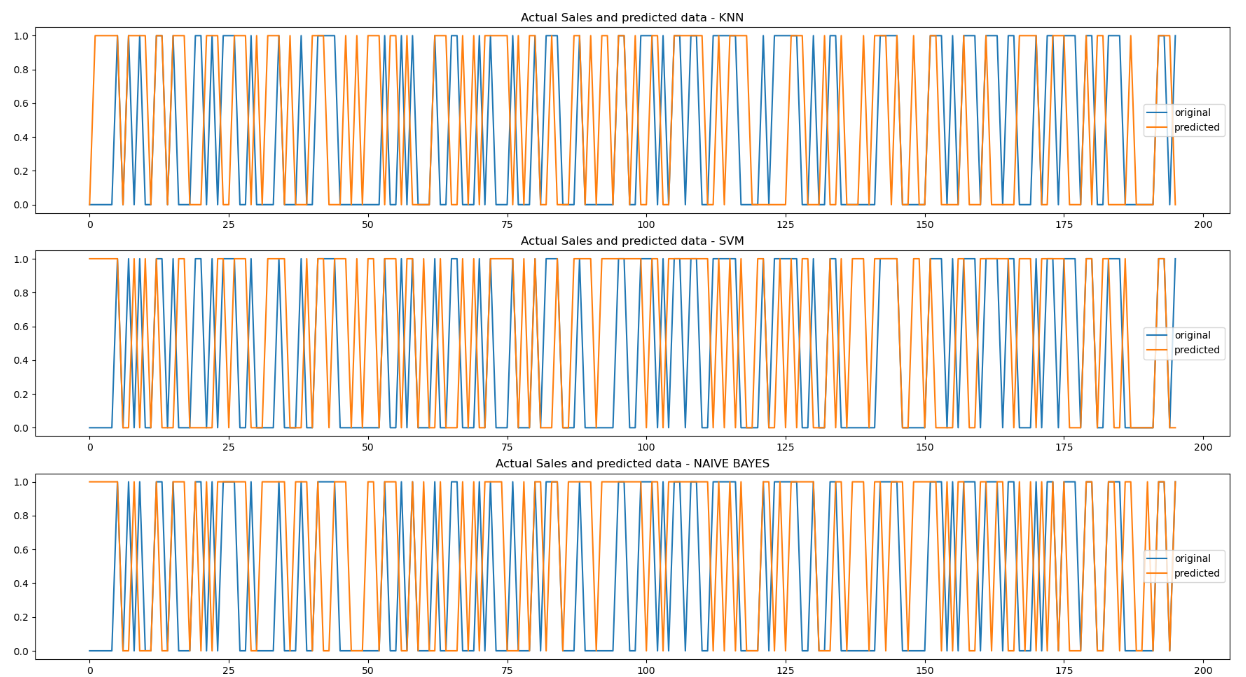 Actual Sales and predicted data - KNN
1.0
0.8
0.6
0.4
0.2
0.0
original
predicted
0 25 50 75 100 125 150 175 200
Actual Sales and predicted data - SVM
1.0
0.8
0.6
0.4
0.2
0.0
original
predicted
0 25 50 75 100 125 150 175 200
Actual Sales and predicted data - NAIVE BAYES
1.0
0.8
0.6
0.4
0.2
0.0
original
predicted
0 25 50 75 100 125 150 175 200